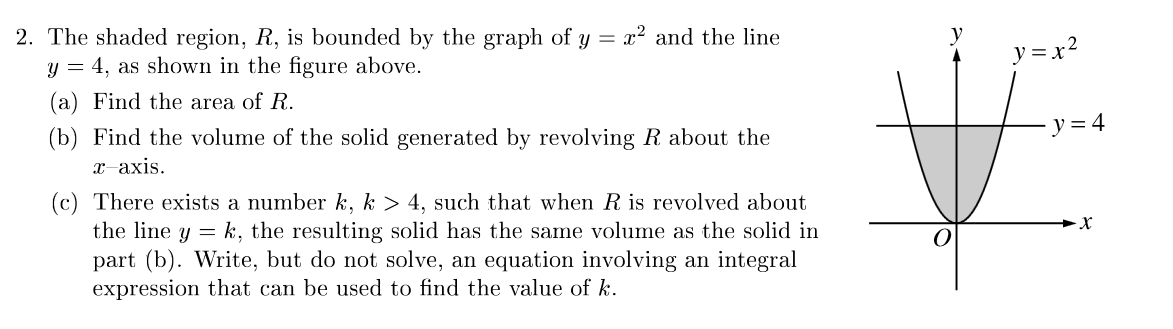 2. The shaded region, R, is bounded by the graph of y = x² and the line
y = 4, as shown in the figure above.
(a) Find the area of R.
(b) Find the volume of the solid generated by revolving R about the
x–axis.
(c) There exists a number k, k > 4, such that when R is revolved about
the line y = k, the resulting solid has the same volume as the solid in
part (b). Write, but do not solve, an equation involving an integral
expression that can be used to find the value of k.
y
y = x²
y = 4
x
O